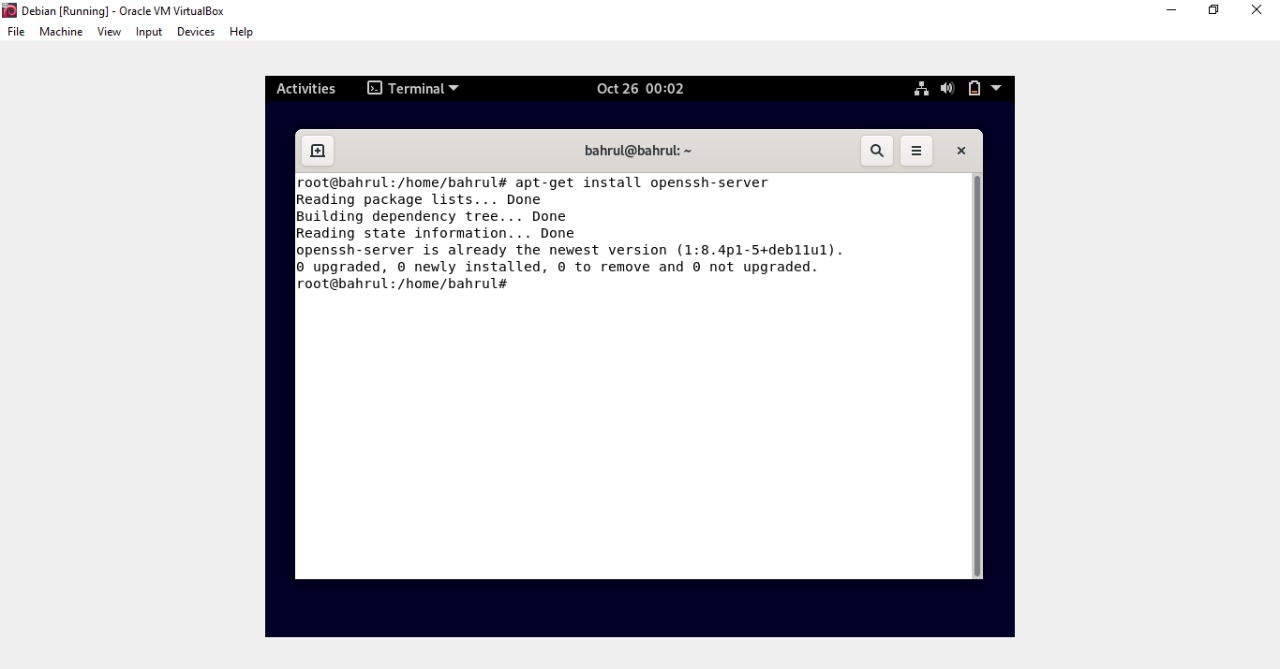 Debian [Running] - Oracle VM VirtualBox
File Machine View Input Devices Help
Activities Terminal Oct 26 00:02
bahrul@bahrul: ~
root@bahrul:/home/bahrul# apt-get install openssh-server
Reading package lists... Done
Building dependency tree... Done
Reading state information... Done
openssh-server is already the newest version (1:8.4p1-5+deb11u1).
0 upgraded, 0 newly installed, 0 to remove and 0 not upgraded.
root@bahrul:/home/bahrul#